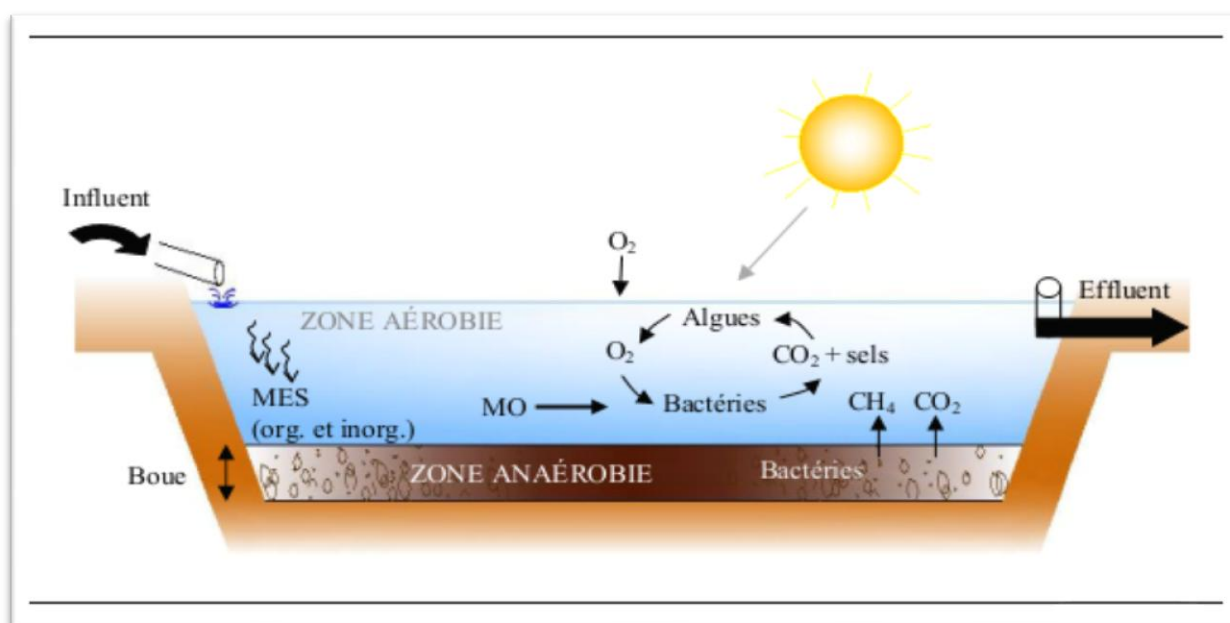 Influent
O₂
Effluent
ZONE AÉROBIE
Algues
O₂
CO₂ + sels
MES
(org. et inorg.)
MO
Bactéries
CH₄
CO₂
Boue
ZONE ANAÉROBIE
Bactéries